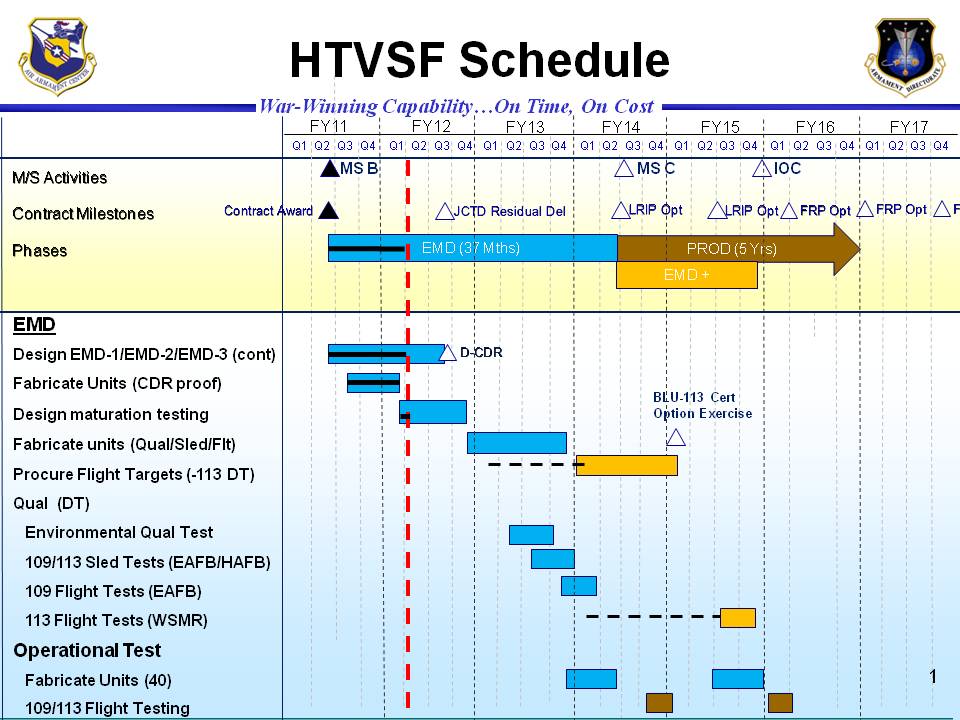 HTVSF Schedule
AIR ARMAMENT CENTER
ARMAMENT DIRECTORATE
War-Winning Capability…On Time, On Cost
FY11 FY12 FY13 FY14 FY15 FY16 FY17
Q1 Q2 Q3 Q4 Q1 Q2 Q3 Q4 Q1 Q2 Q3 Q4 Q1 Q2 Q3 Q4 Q1 Q2 Q3 Q4 Q1 Q2 Q3 Q4 Q1 Q2 Q3 Q4
M/S Activities MS B MS C IOC
Contract Milestones Contract Award JCTD Residual Del LRIP Opt LRIP Opt FRP Opt FRP Opt F
Phases EMD (37 Mths) PROD (5 Yrs)
EMD +
EMD
Design EMD-1/EMD-2/EMD-3 (cont) D-CDR
Fabricate Units (CDR proof)
BLU-113 Cert
Option Exercise
Design maturation testing
Fabricate units (Qual/Sled/Flt)
Procure Flight Targets (-113 DT)
Qual (DT)
Environmental Qual Test
109/113 Sled Tests (EAFB/HAFB)
109 Flight Tests (EAFB)
113 Flight Tests (WSMR)
Operational Test
Fabricate Units (40)
1
109/113 Flight Testing